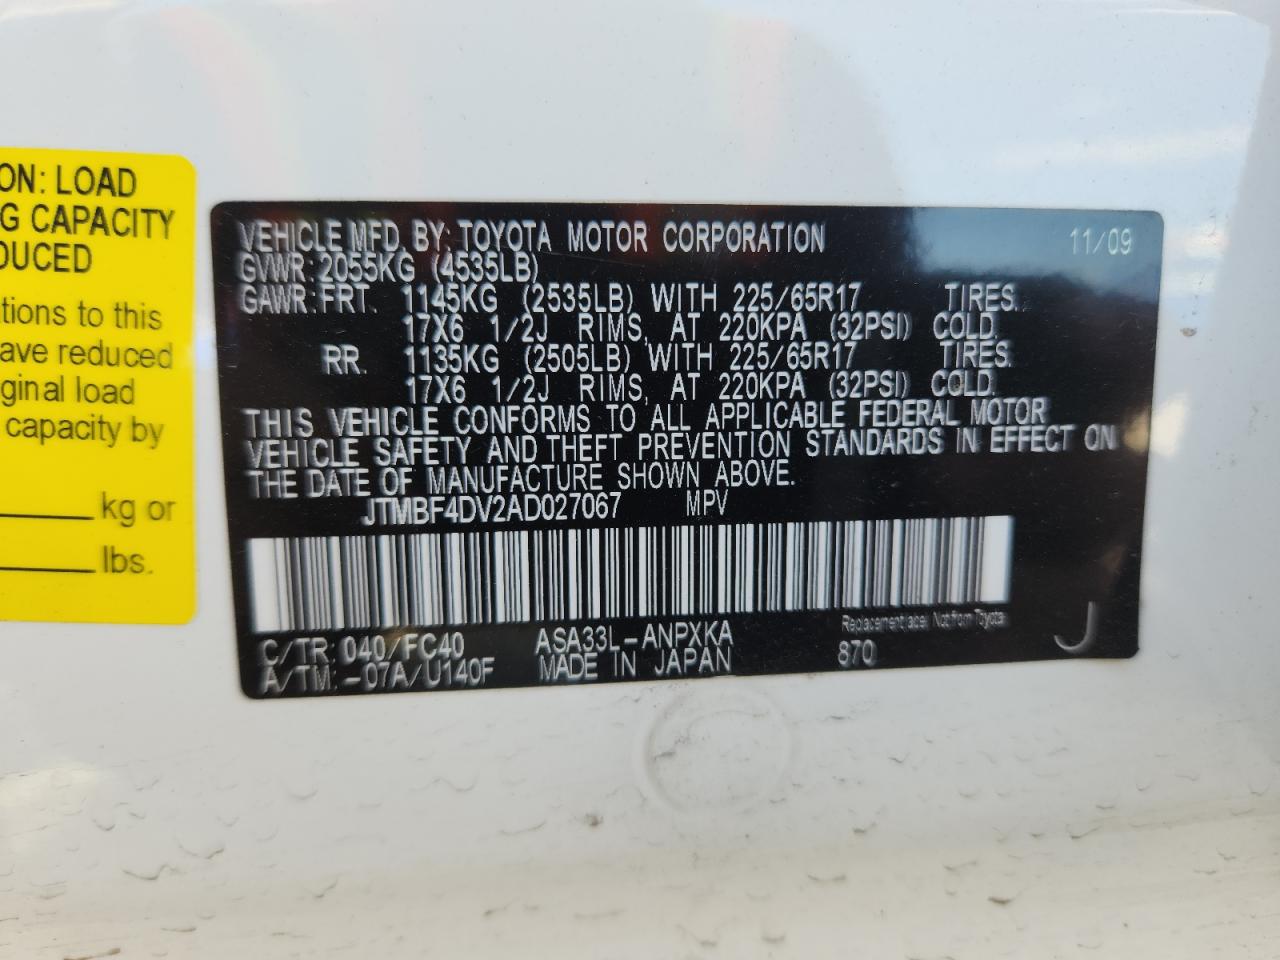 ON: LOAD
G CAPACITY
DUCED
tions to this
ave reduced
ginal load
capacity by
kg or
lbs.
VEHICLE MFD. BY: TOYOTA MOTOR CORPORATION 11/09
GVWR: 2055KG (4535LB)
GAWR: FRT. 1145KG (2535LB) WITH 225/65R17 TIRES.
17X6 1/2J RIMS, AT 220KPA (32PSI) COLD.
RR. 1135KG (2505LB) WITH 225/65R17 TIRES.
17X6 1/2J RIMS, AT 220KPA (32PSI) COLD.
THIS VEHICLE CONFORMS TO ALL APPLICABLE FEDERAL MOTOR
VEHICLE SAFETY AND THEFT PREVENTION STANDARDS IN EFFECT ON
THE DATE OF MANUFACTURE SHOWN ABOVE.
JTMBF4DV2AD027067 MPV
Replacement label, Not from Toyota
C/TR: 040/FC40 ASA33L-ANPXKA
A/TM: -07A/U140F MADE IN JAPAN 870 J